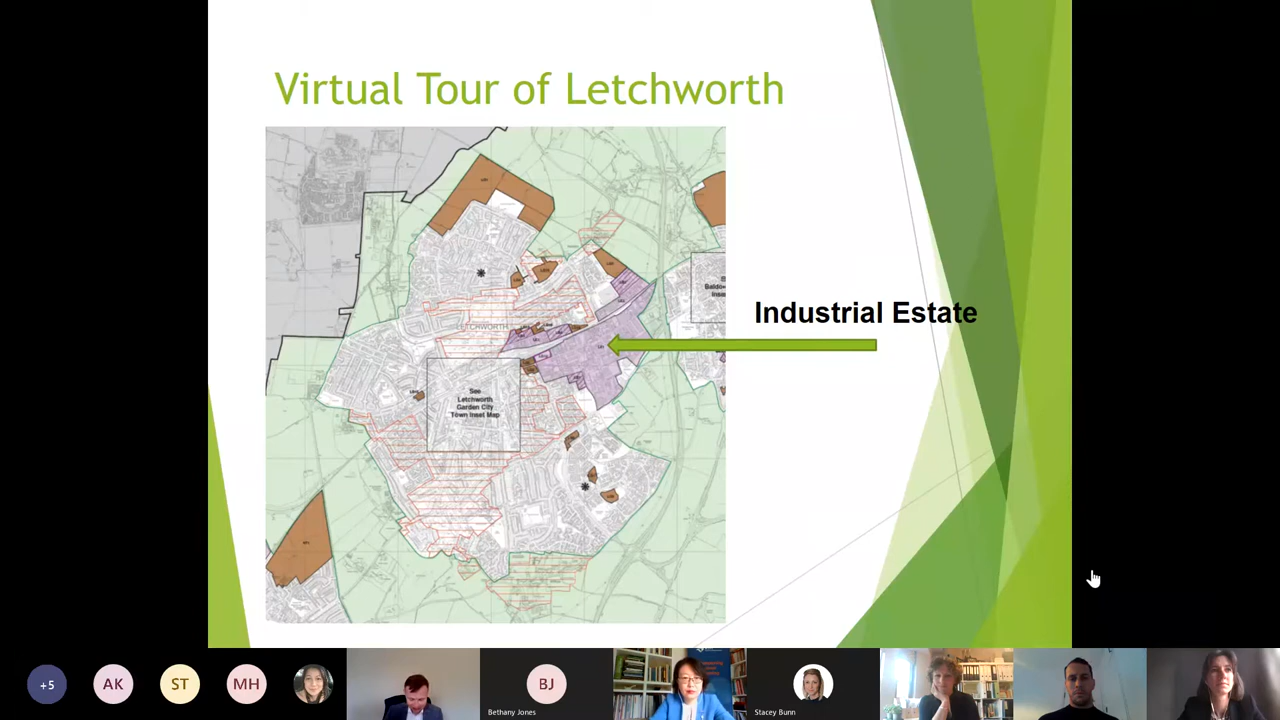 Virtual Tour of Letchworth
LETCHWORTH
Industrial Estate
See
Letchworth
Garden City
Town Inset Map
+5
AK
ST
MH
BJ
Bethany Jones
Stacey Bunn